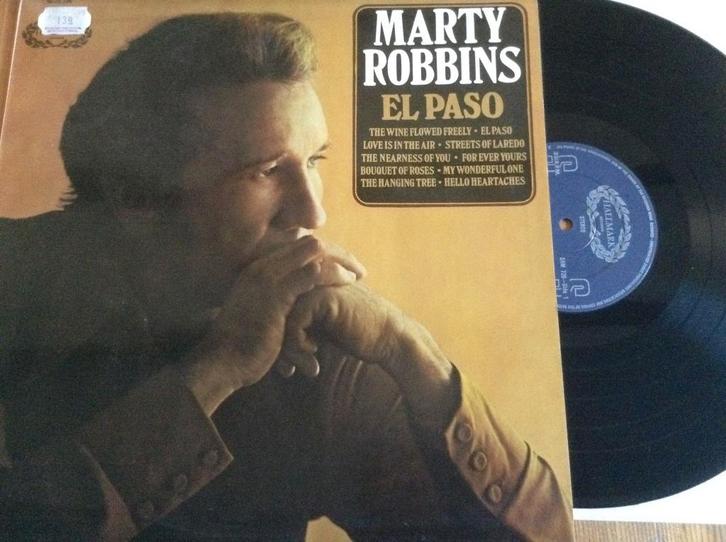 138
MARTY
ROBBINS
EL PASO
THE WINE FLOWED FREELY • EL PASO
LOVE IS IN THE AIR • STREETS OF LAREDO
THE NEARNESS OF YOU • FOR EVER YOURS
BOUQUET OF ROSES • MY WONDERFUL ONE
THE HANGING TREE • HELLO HEARTACHES
HALLMARK
STEREO